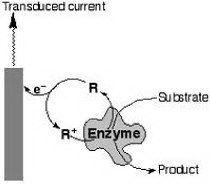 Transduced current
e⁻
R
Substrate
R⁺
Enzyme
Product